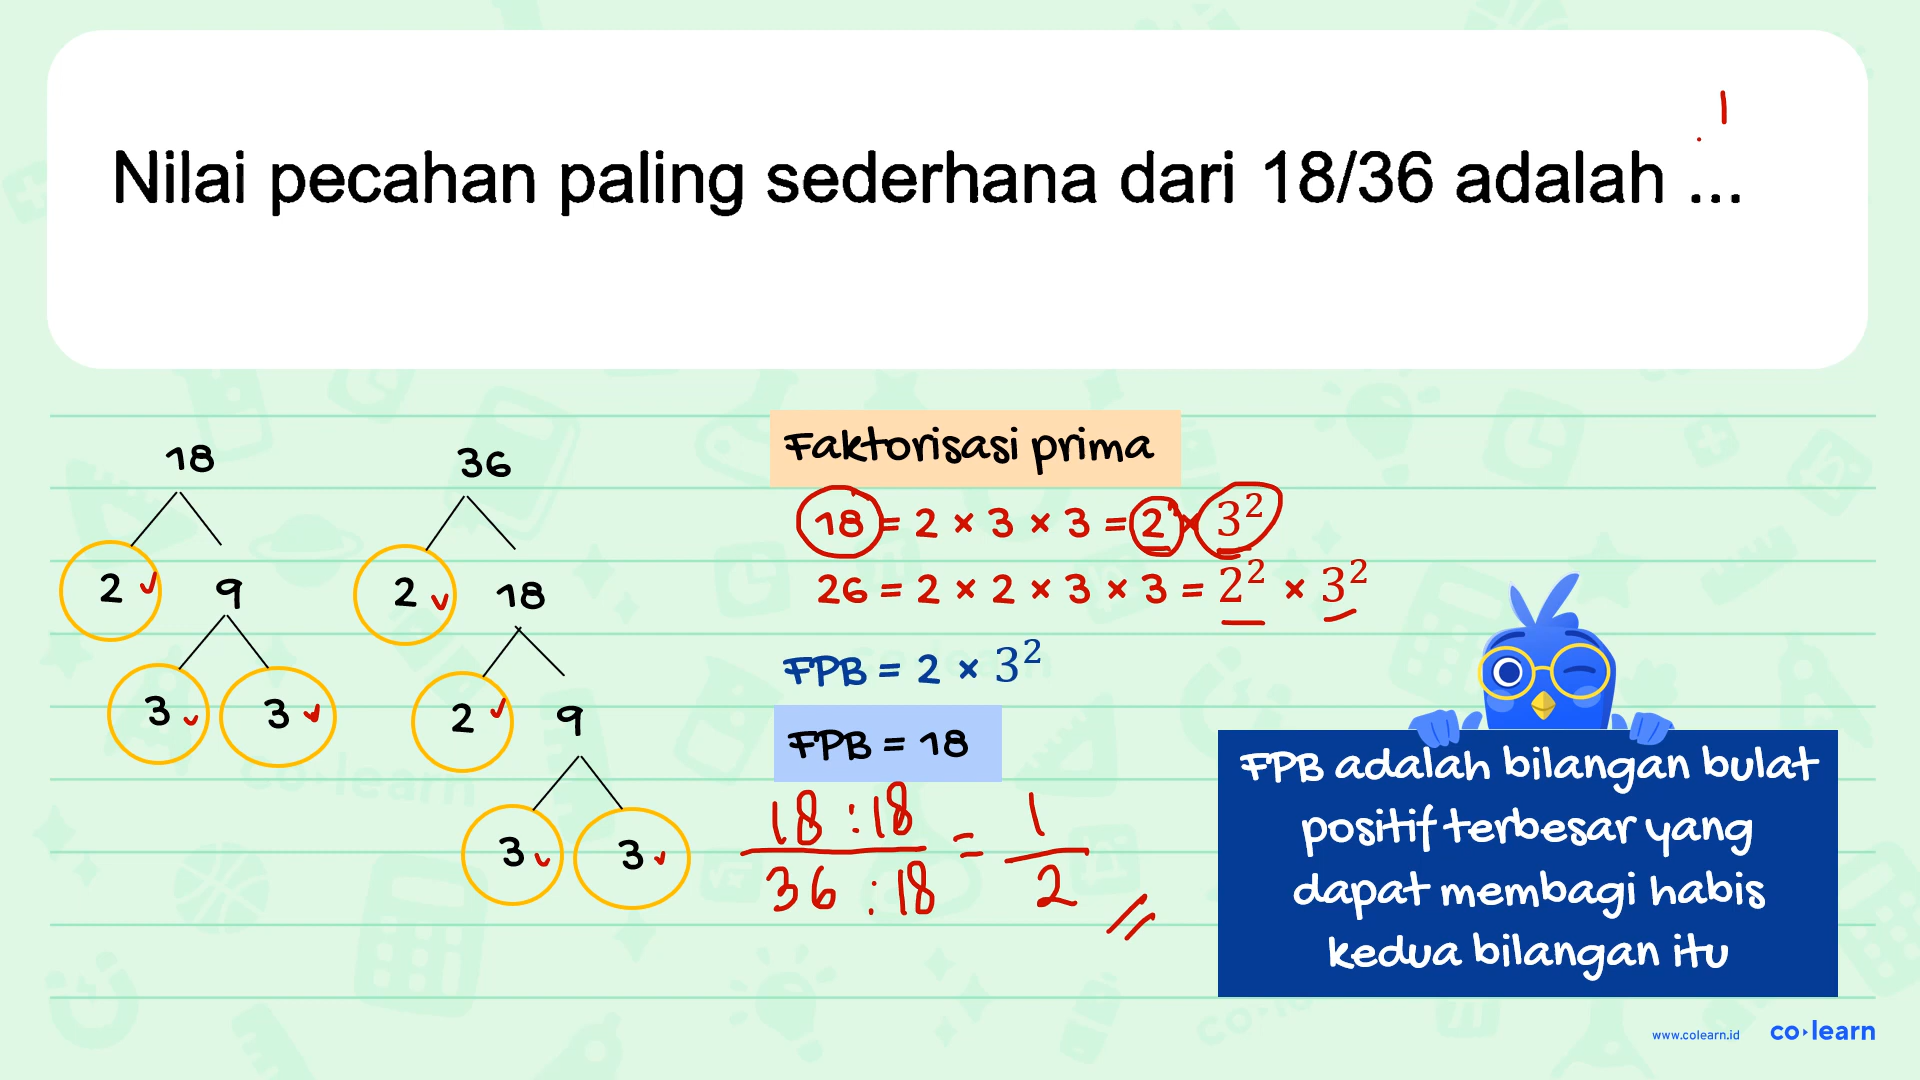 Nilai pecahan paling sederhana dari 18/36 adalah ...
18
2 9
3 3
36
2 18
2 9
3 3
Faktorisasi prima
18 = 2 × 3 × 3 = 2 × 3²
26 = 2 × 2 × 3 × 3 = 2² × 3²
FPB = 2 × 3²
FPB = 18
18 : 18 = 1
36 : 18 2
FPB adalah bilangan bulat
positif terbesar yang
dapat membagi habis
kedua bilangan itu
www.colearn.id co learn